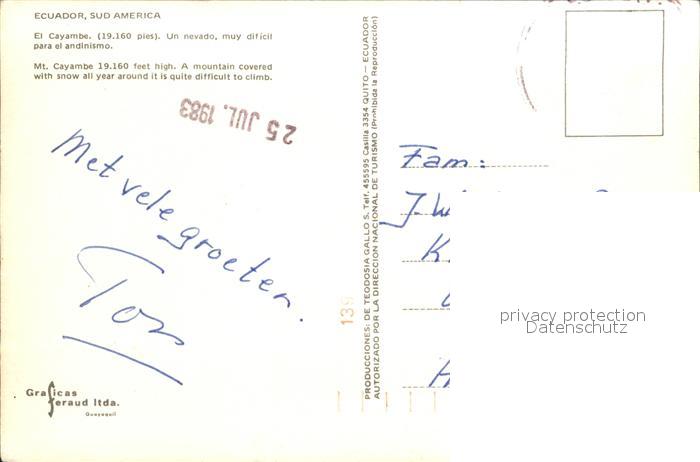 ECUADOR, SUD AMERICA
El Cayambe. (19.160 pies). Un nevado, muy difícil
para el andinismo.
Mt. Cayambe 19.160 feet high. A mountain covered
with snow all year around it is quite difficult to climb.
25 JUL. 1983
Met vele groeten.
Ton
Graficas
feraud ltda.
Guayaquil
PRODUCCIONES: DE TEODOSIA GALLO S. Telf. 455595 Casilla 3354 QUITO — ECUADOR
AUTORIZADO POR LA DIRECCION NACIONAL DE TURISMO (Prohibida la Reproducción)
139
Fam:
J. W
K.
H
privacy protection
Datenschutz